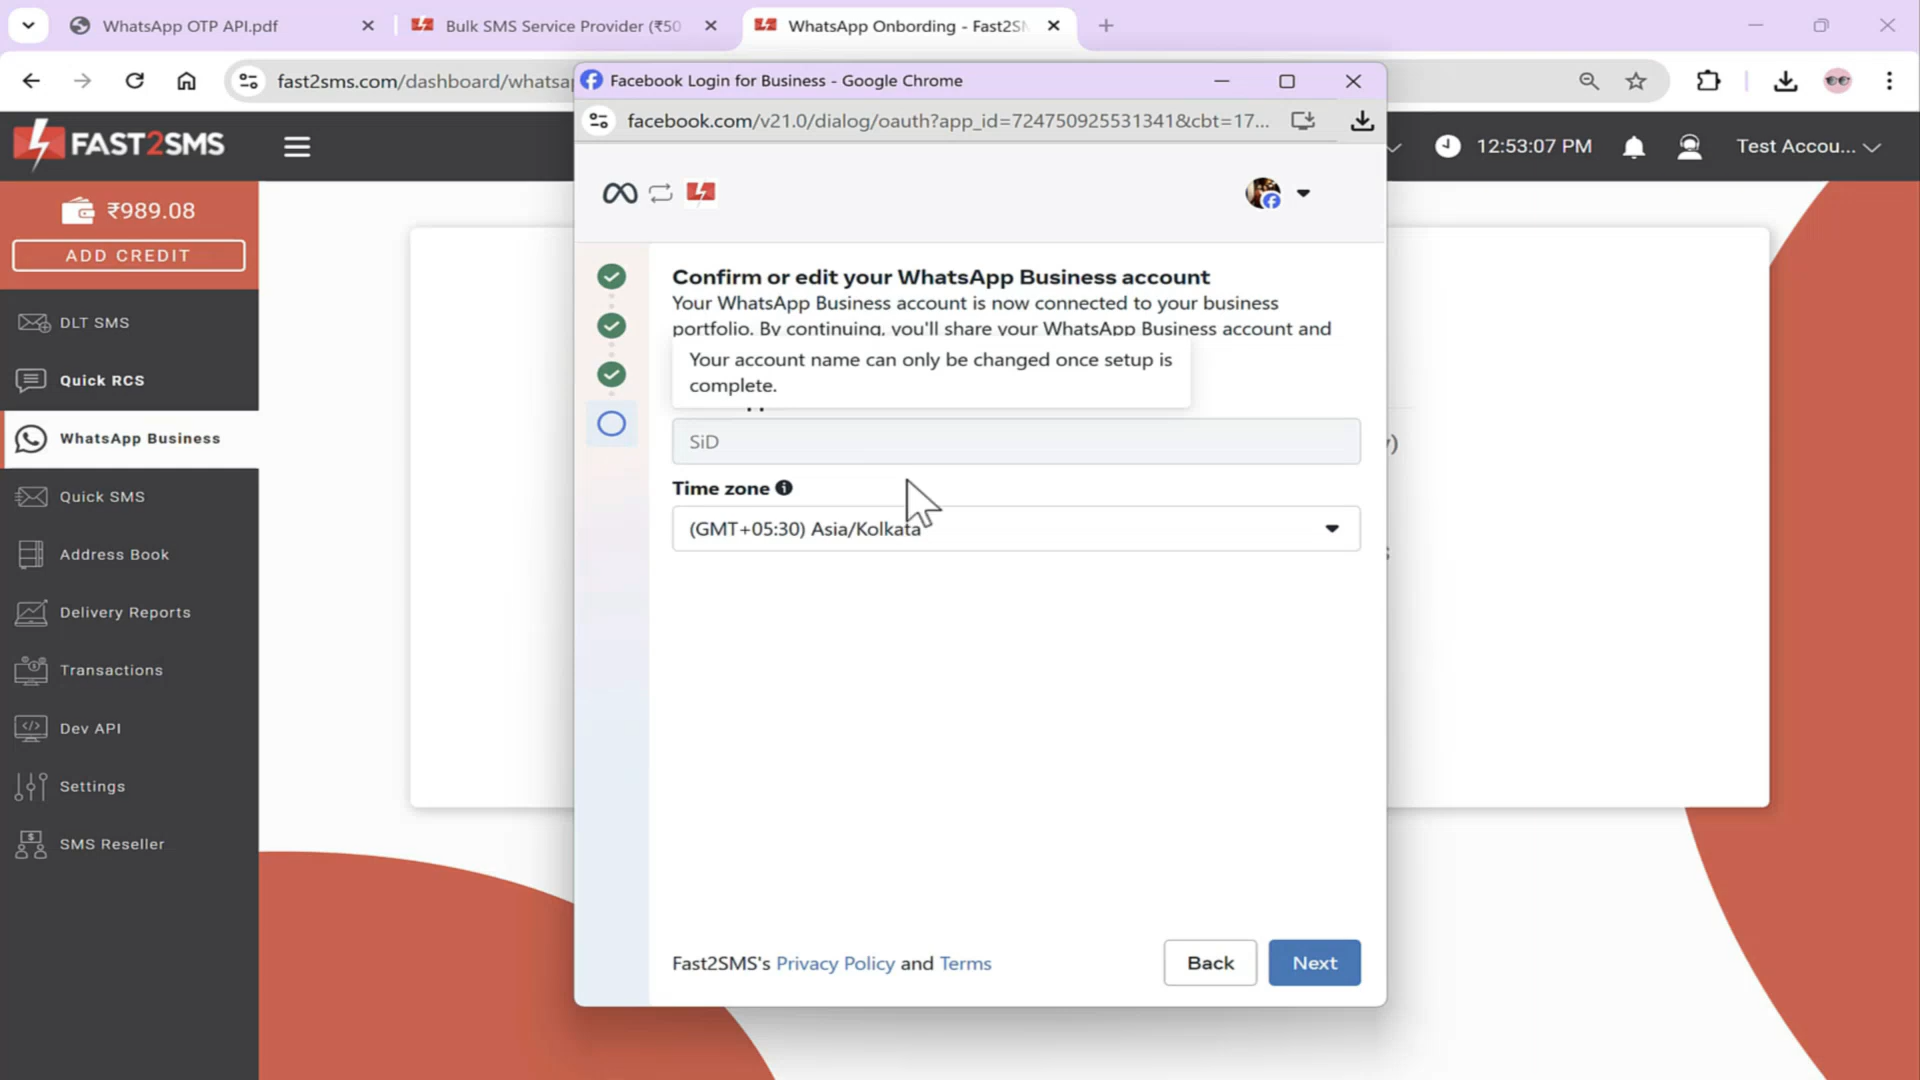 WhatsApp OTP API.pdf
Bulk SMS Service Provider (₹50
WhatsApp Onbording - Fast2SM
fast2sms.com/dashboard/whatsap
Facebook Login for Business - Google Chrome
facebook.com/v21.0/dialog/oauth?app_id=724750925531341&cbt=17...
FAST2SMS
12:53:07 PM
Test Accou...
₹989.08
ADD CREDIT
DLT SMS
Quick RCS
WhatsApp Business
Quick SMS
Address Book
Delivery Reports
Transactions
Dev API
Settings
SMS Reseller
Confirm or edit your WhatsApp Business account
Your WhatsApp Business account is now connected to your business
portfolio. By continuing, you'll share your WhatsApp Business account and
Your account name can only be changed once setup is
complete.
SiD
Time zone
(GMT+05:30) Asia/Kolkata
Fast2SMS's Privacy Policy and Terms
Back
Next